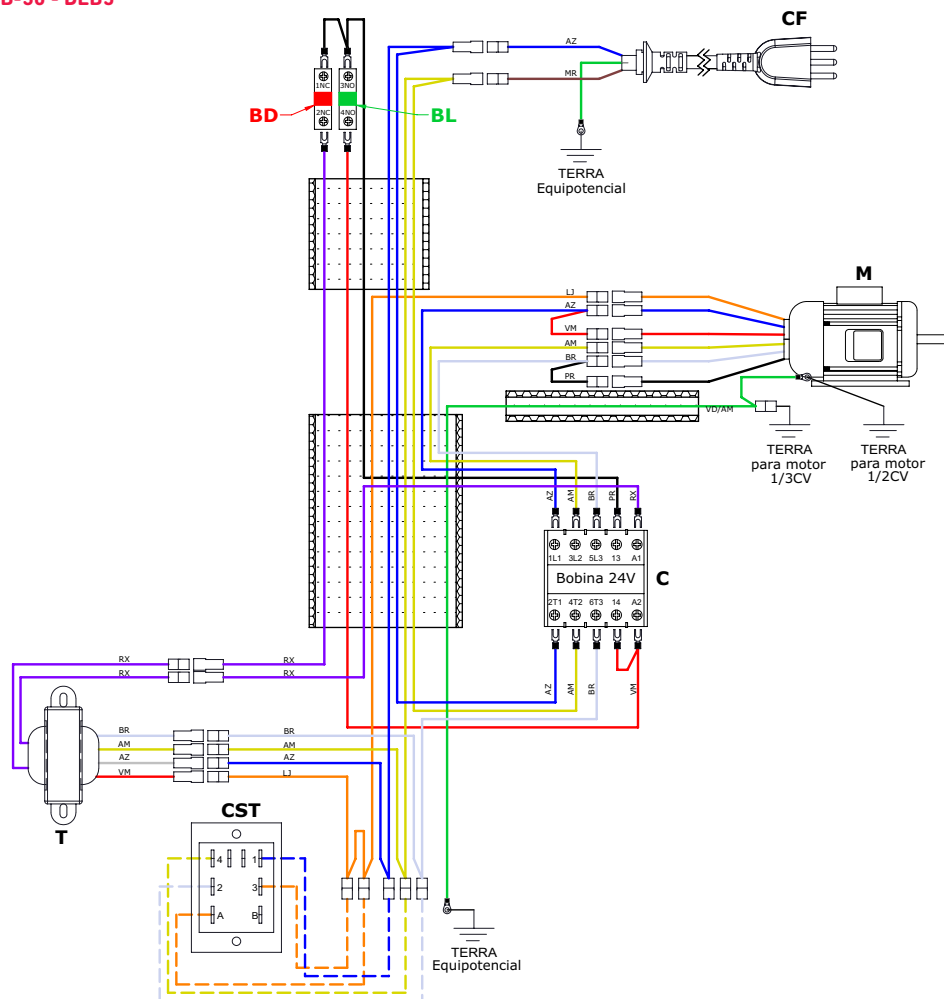 CF
AZ
MR
1NC
3NO
BD
BL
2NC
4NO
TERRA
Equipotencial
M
LJ
AZ
VM
AM
BR
PR
VD/AM
TERRA
para motor
1/3CV
TERRA
para motor
1/2CV
AZ
AM
BR
PR
RX
1L1
3L2
5L3
13
A1
Bobina 24V
C
2T1
4T2
6T3
14
A2
AZ
AM
BR
VM
RX
RX
RX
RX
BR
BR
AM
AM
AZ
AZ
VM
LJ
T
CST
4
1
2
3
A
B
TERRA
Equipotencial